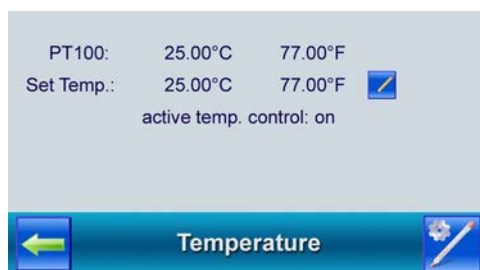 PT100: 25.00°C 77.00°F
Set Temp.: 25.00°C 77.00°F
active temp. control: on
Temperature